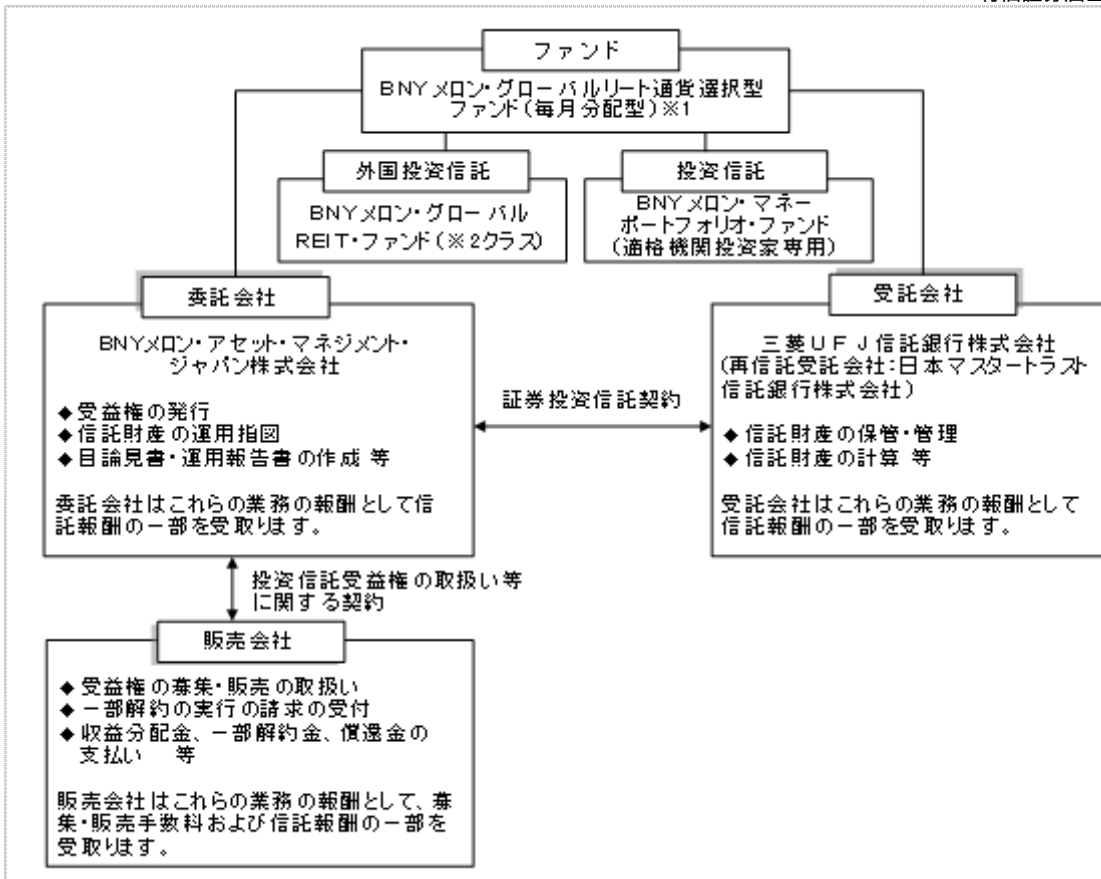 ファンド
BNYメロン・グローバルリート通貨選択型
ファンド(毎月分配型)※1
外国投資信託
BNYメロン・グローバル
REIT・ファンド(※2クラス)
投資信託
BNYメロン・マネー
ポートフォリオ・ファンド
(適格機関投資家専用)
委託会社
BNYメロン・アセット・マネジメント・
ジャパン株式会社
◆受益権の発行
◆信託財産の運用指図
◆目論見書・運用報告書の作成 等
委託会社はこれらの業務の報酬として信
託報酬の一部を受取ります。
証券投資信託契約
受託会社
三菱UFJ信託銀行株式会社
(再信託受託会社:日本マスタートラスト
信託銀行株式会社)
◆信託財産の保管・管理
◆信託財産の計算 等
受託会社はこれらの業務の報酬として
信託報酬の一部を受取ります。
投資信託受益権の取扱い等
に関する契約
販売会社
◆受益権の募集・販売の取扱い
◆一部解約の実行の請求の受付
◆収益分配金、一部解約金、償還金の
支払い 等
販売会社はこれらの業務の報酬として、募
集・販売手数料および信託報酬の一部を
受取ります。